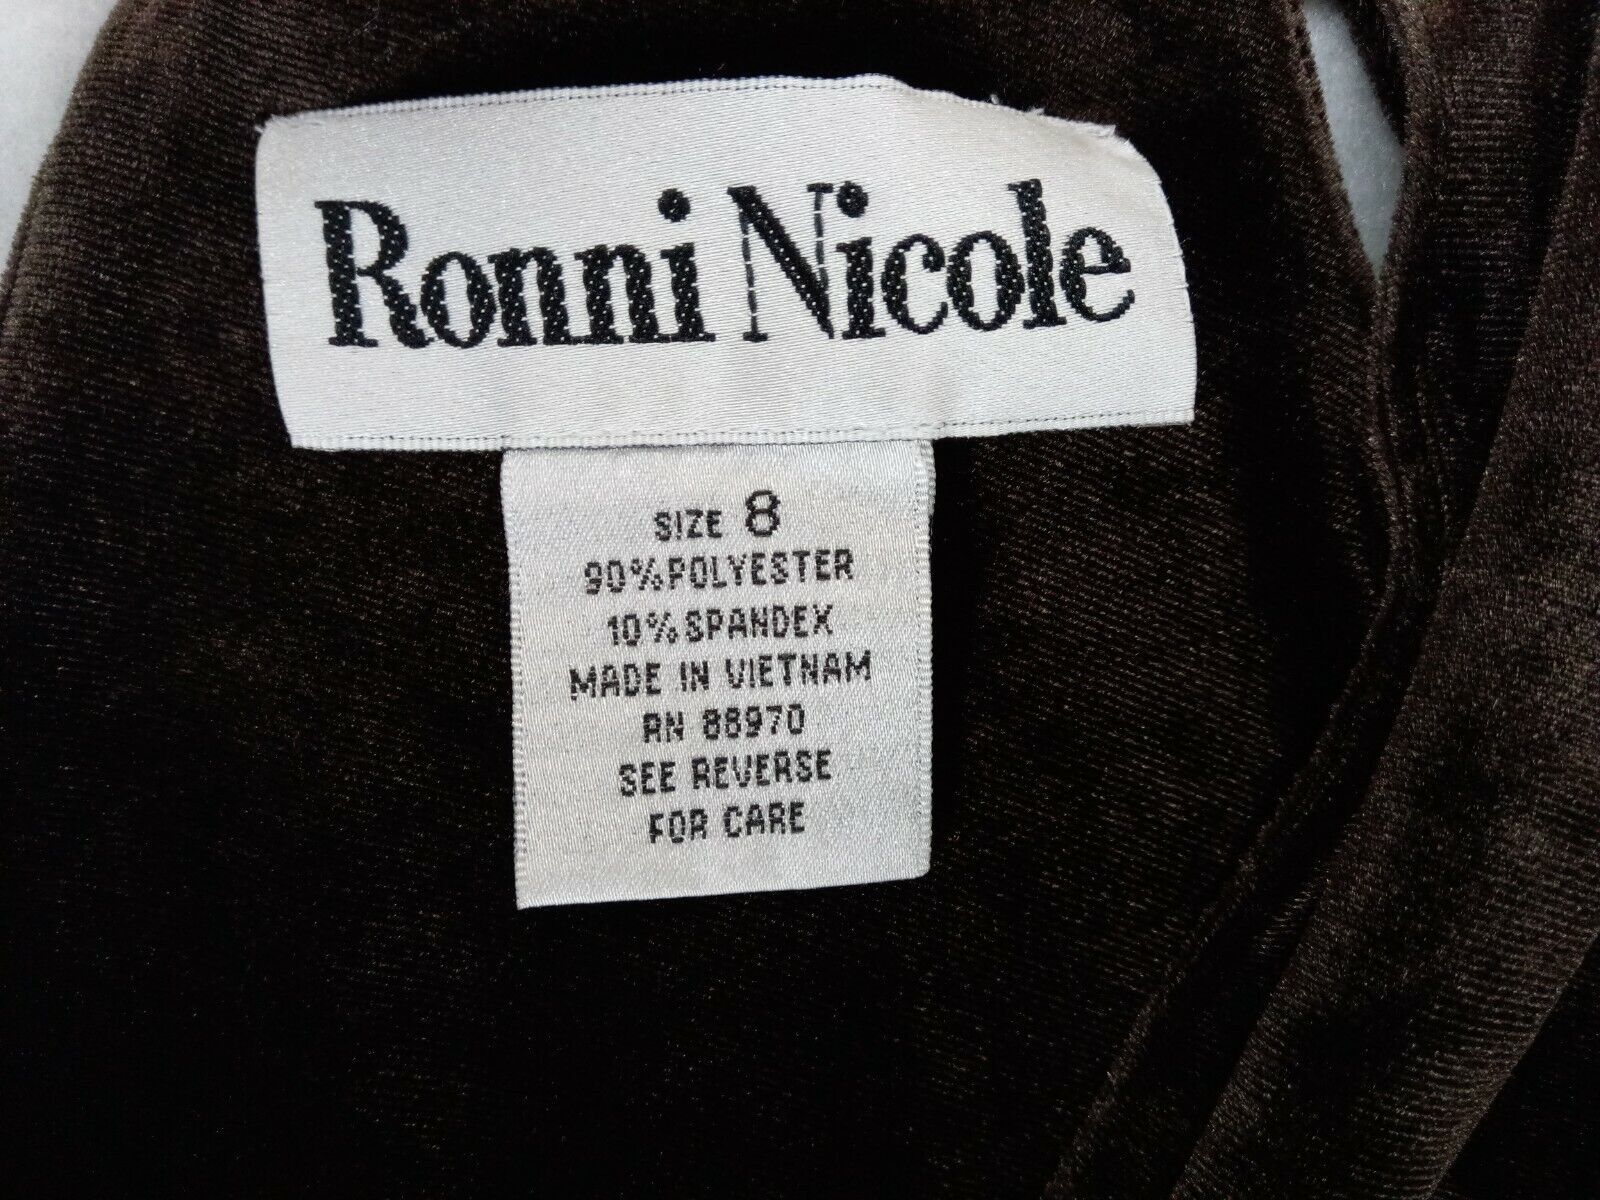 Ronni Nicole
SIZE 8
90% POLYESTER
10% SPANDEX
MADE IN VIETNAM
RN 88970
SEE REVERSE
FOR CARE